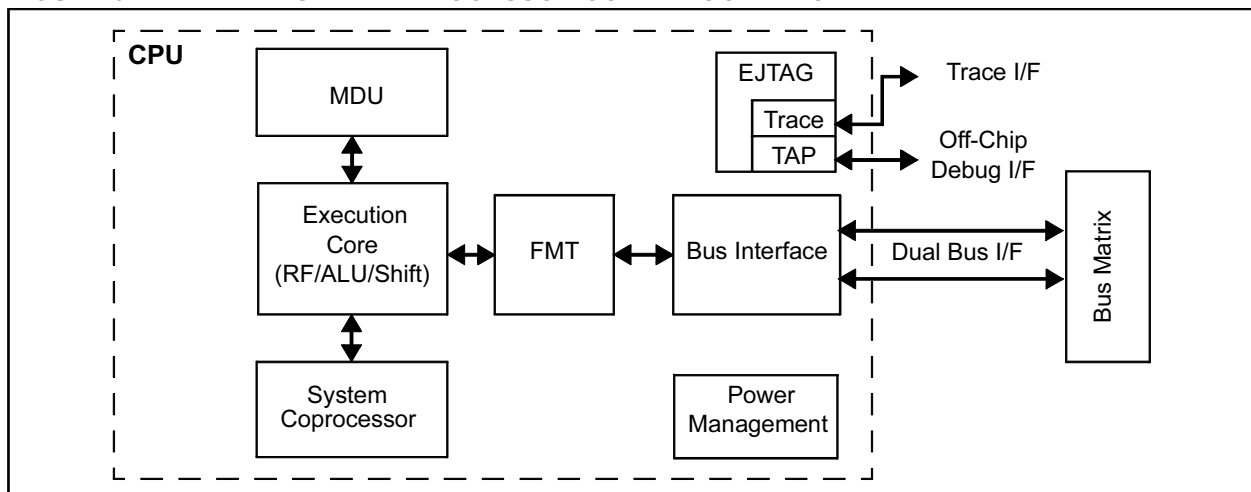 CPU
MDU
EJTAG
Trace
TAP
Trace I/F
Off-Chip
Debug I/F
Execution
Core
(RF/ALU/Shift)
FMT
Bus Interface
Dual Bus I/F
Bus Matrix
System
Coprocessor
Power
Management